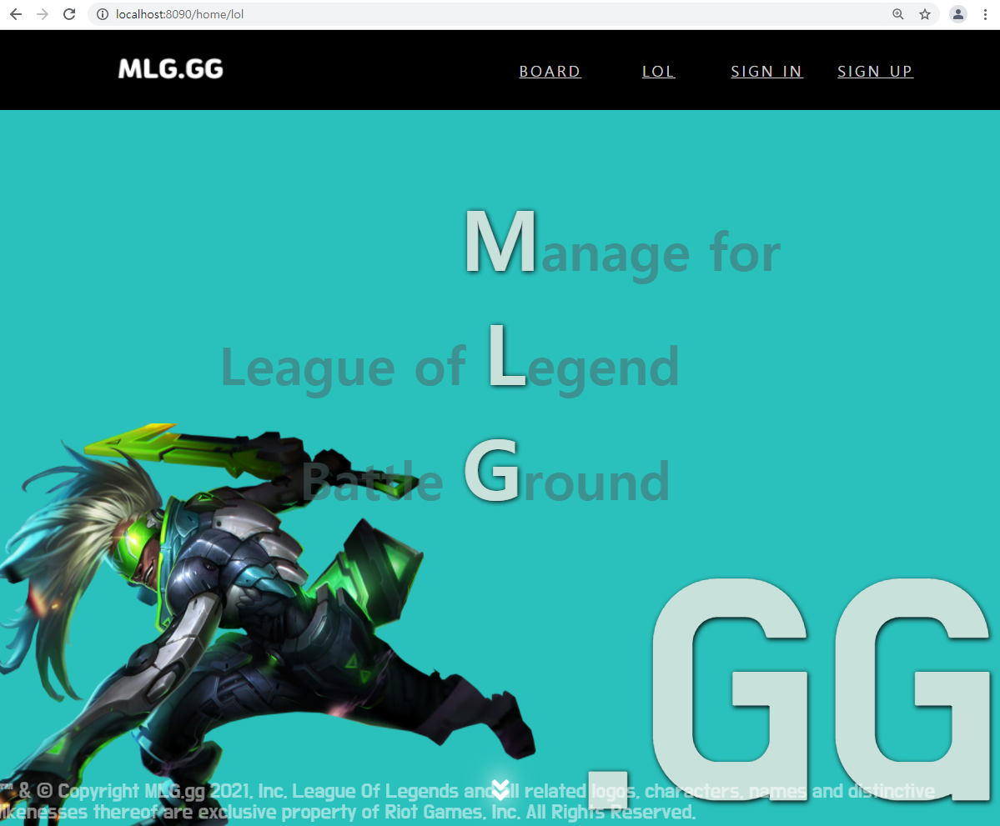 localhost:8090/home/lol
MLG.GG BOARD LOL SIGN IN SIGN UP
Manage for
League of Legend
Battle Ground
.GG
™ & © Copyright MLG.gg 2021, Inc. League Of Legends and all related logos, characters, names and distinctive
likenesses thereof are exclusive property of Riot Games, Inc. All Rights Reserved.